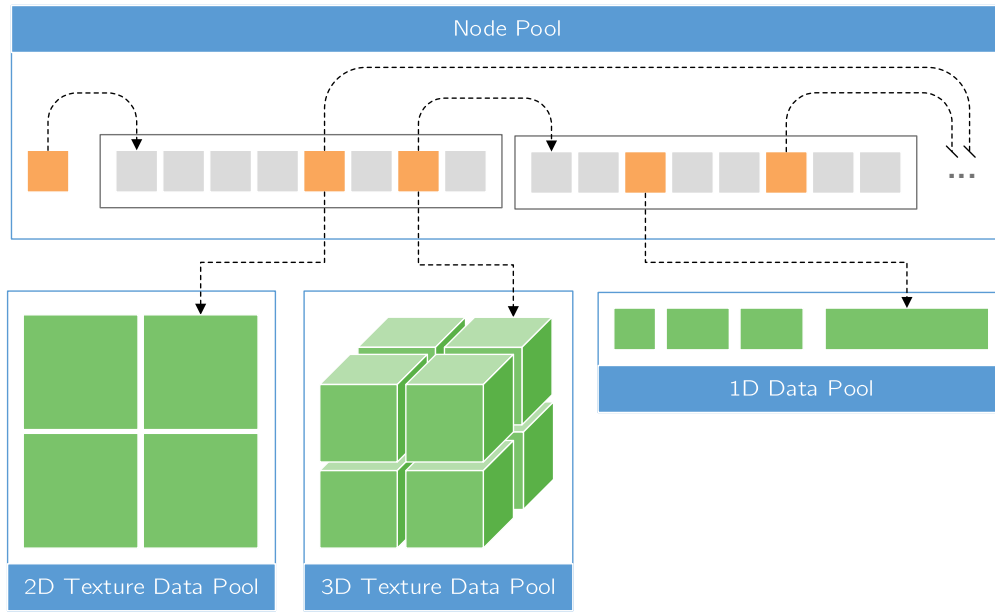 Node Pool
...
1D Data Pool
2D Texture Data Pool
3D Texture Data Pool